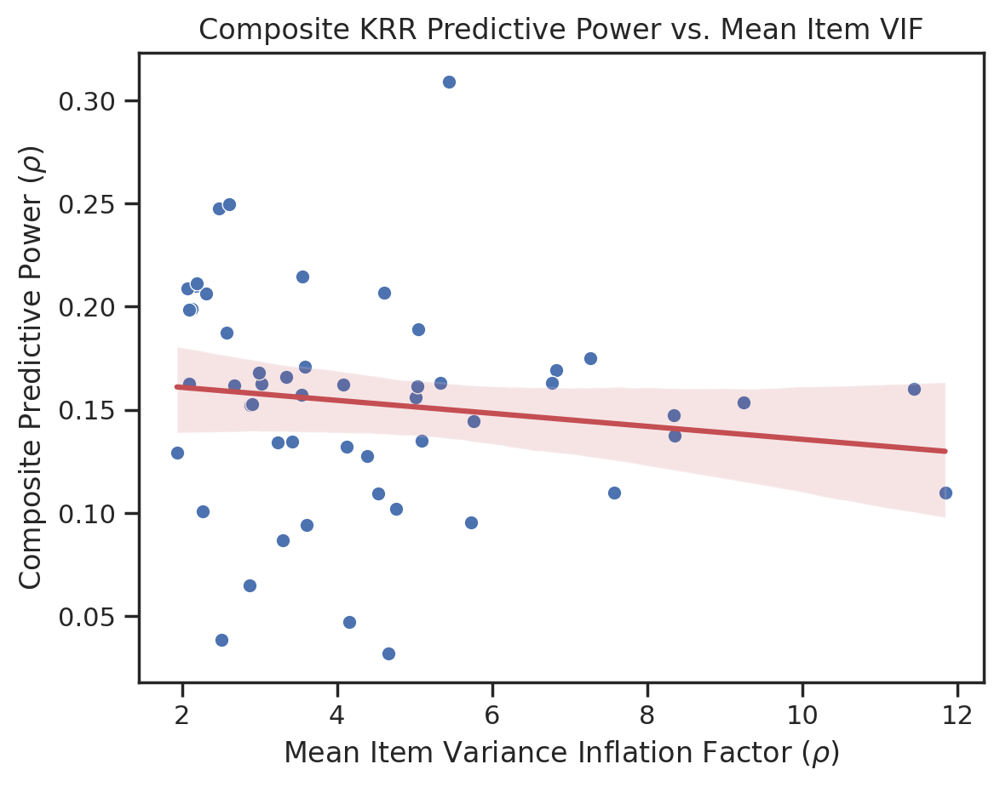 Composite KRR Predictive Power vs. Mean Item VIF
Composite Predictive Power (ρ)
0.30
0.25
0.20
0.15
0.10
0.05
2 4 6 8 10 12
Mean Item Variance Inflation Factor (ρ)